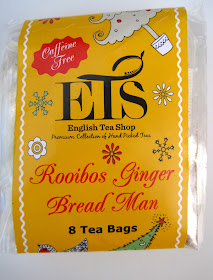 Caffeine
Free
ETS
English Tea Shop
Premium Collection of Hand Picked Teas
Rooibos Ginger
Bread Man
8 Tea Bags